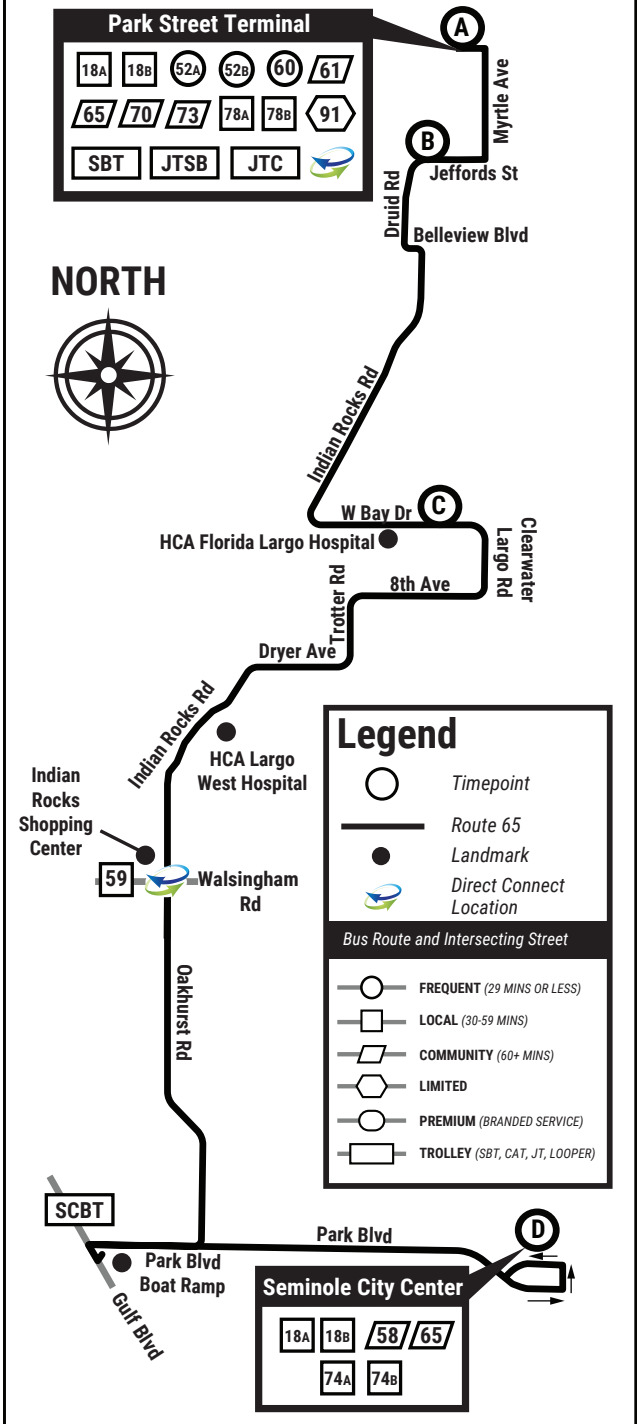 Park Street Terminal
18A 18B 52A 52B 60 61
65 70 73 78A 78B 91
SBT JTSB JTC
A
Myrtle Ave
B
Jeffords St
Druid Rd
Belleview Blvd
NORTH
Indian Rocks Rd
W Bay Dr
C
HCA Florida Largo Hospital
Clearwater
Largo Rd
8th Ave
Trotter Rd
Dryer Ave
Indian Rocks Rd
HCA Largo
West Hospital
Indian
Rocks
Shopping
Center
59
Walsingham
Rd
Oakhurst Rd
Legend
Timepoint
Route 65
Landmark
Direct Connect
Location
Bus Route and Intersecting Street
FREQUENT (29 MINS OR LESS)
LOCAL (30-59 MINS)
COMMUNITY (60+ MINS)
LIMITED
PREMIUM (BRANDED SERVICE)
TROLLEY (SBT, CAT, JT, LOOPER)
SCBT
Gulf Blvd
Park Blvd
Boat Ramp
Park Blvd
D
Seminole City Center
18A 18B 58 65
74A 74B